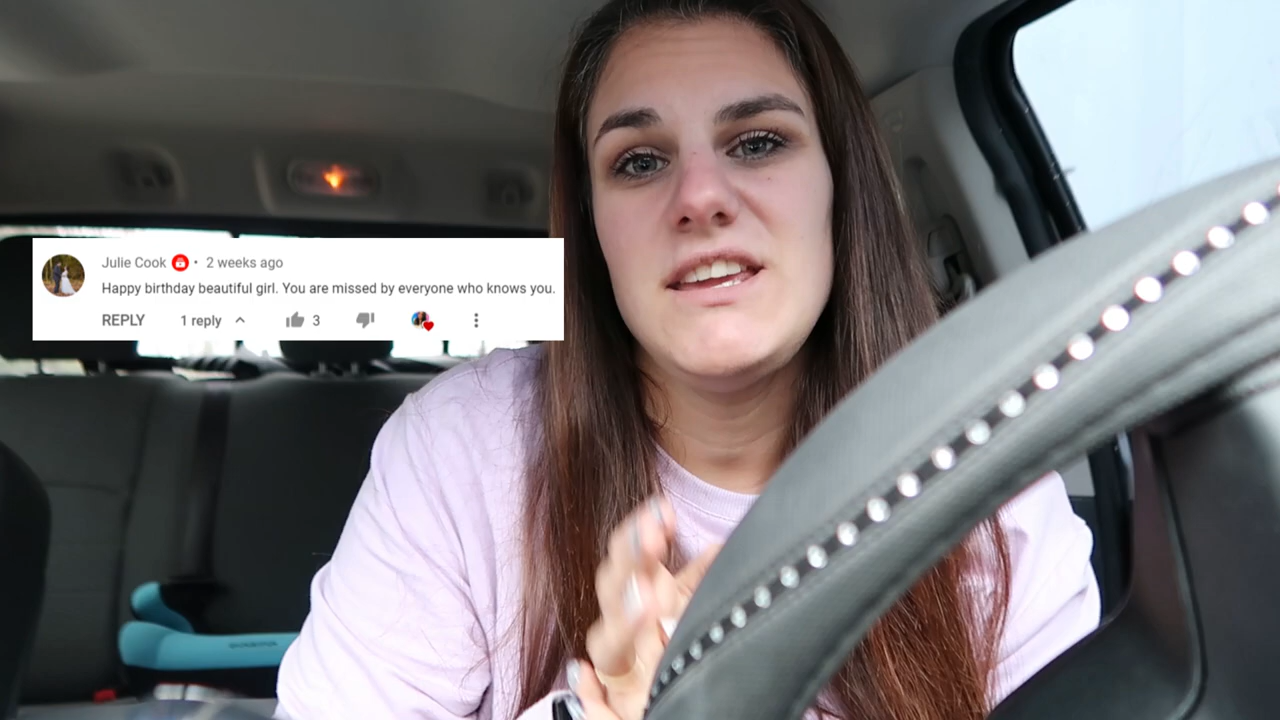 Julie Cook • 2 weeks ago
Happy birthday beautiful girl. You are missed by everyone who knows you.
REPLY 1 reply 3